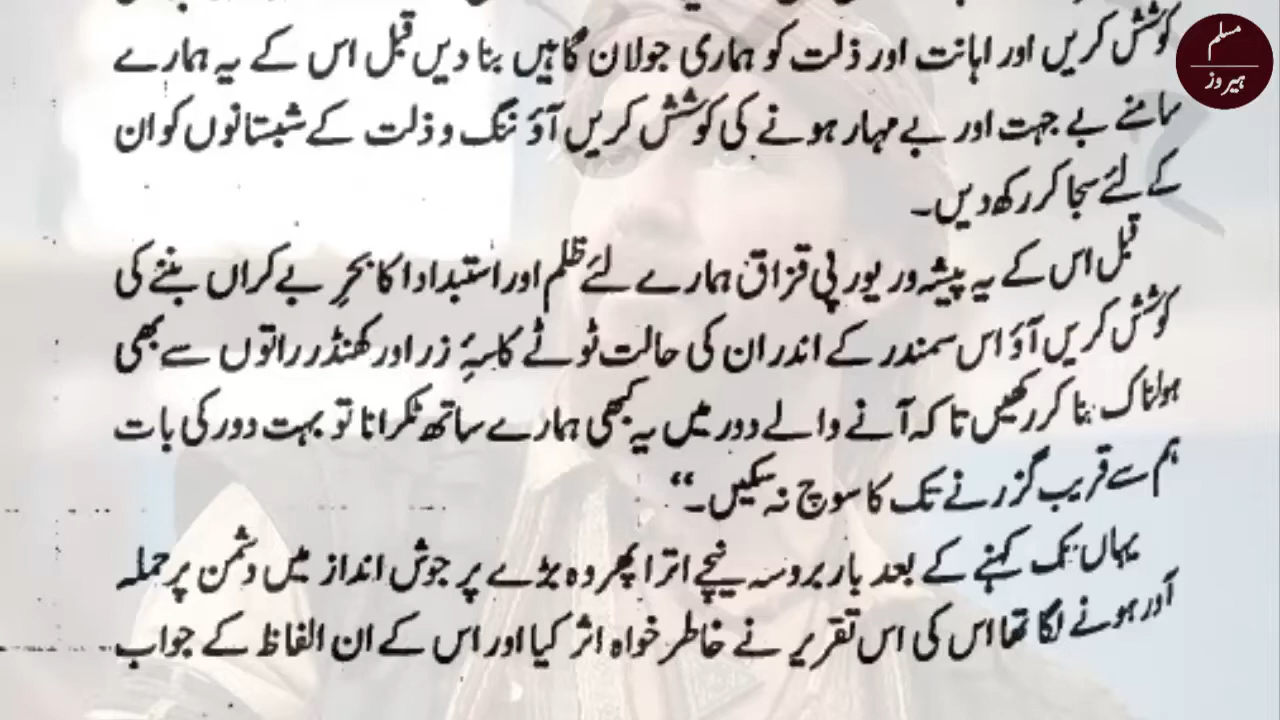 کوشش کریں اور اہانت اور ذلت کو ہماری جولان گاہیں بنا دیں قبل اس کے یہ ہمارے
سامنے بے جہت اور بے مہار ہونے کی کوشش کریں آؤ ننگ و ذلت کے شبستانوں کو ان
کے لئے سجا کر رکھ دیں۔
قبل اس کے یہ پیشہ ور یورپی قزاق ہمارے لئے ظلم اور استبدادا کا بحرِ بے کراں بننے کی
کوشش کریں آؤ اس سمندر کے اندر ان کی حالت ٹوٹے کاسۂ زر اور کھنڈر راتوں سے بھی
ہولناک بنا کر رکھیں تاکہ آنے والے دور میں یہ کبھی ہمارے ساتھ ٹکرانا تو بہت دور کی بات
ہم سے قریب گزرنے تک کا سوچ نہ سکیں۔“
یہاں تک کہنے کے بعد باربروسہ نیچے اترا پھر وہ بڑے پر جوش انداز میں دشمن پر حملہ
آور ہونے لگا تھا اس کی اس تقریر نے خاطر خواہ اثر کیا اور اس کے ان الفاظ کے جواب
مسلم
ہیروز